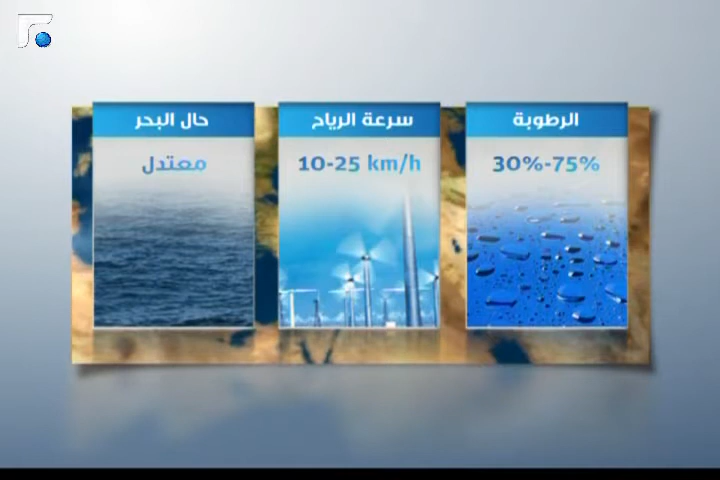 الرطوبة
30%-75%
سرعة الرياح
10-25 km/h
حال البحر
معتدل